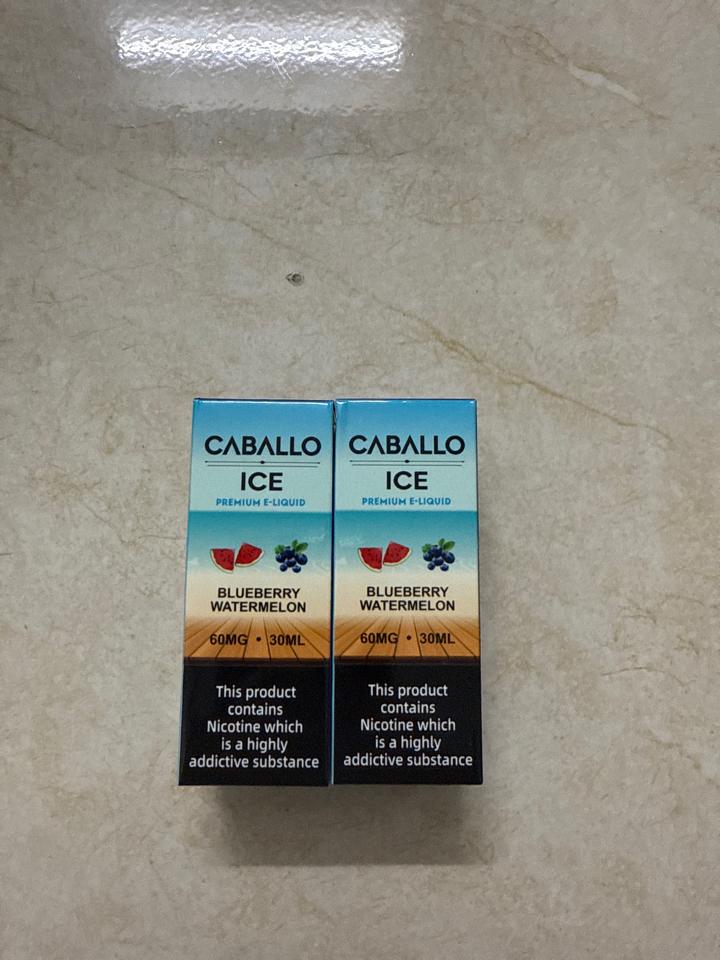 CABALLO
ICE
PREMIUM E-LIQUID
BLUEBERRY
WATERMELON
60MG • 30ML
This product
contains
Nicotine which
is a highly
addictive substance
CABALLO
ICE
PREMIUM E-LIQUID
BLUEBERRY
WATERMELON
60MG • 30ML
This product
contains
Nicotine which
is a highly
addictive substance